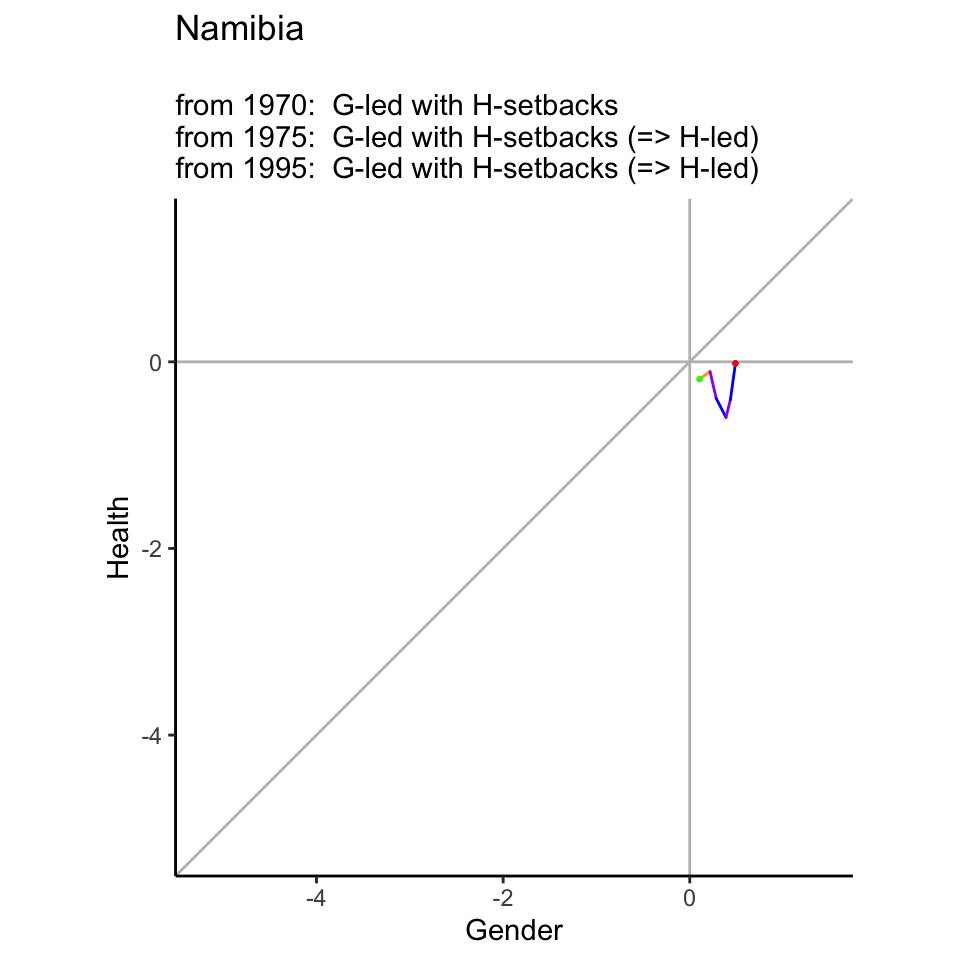 Namibia
from 1970:  G-led with H-setbacks
from 1975:  G-led with H-setbacks (=> H-led)
from 1995:  G-led with H-setbacks (=> H-led)
0
-2
-4
Health
-4
-2
0
Gender